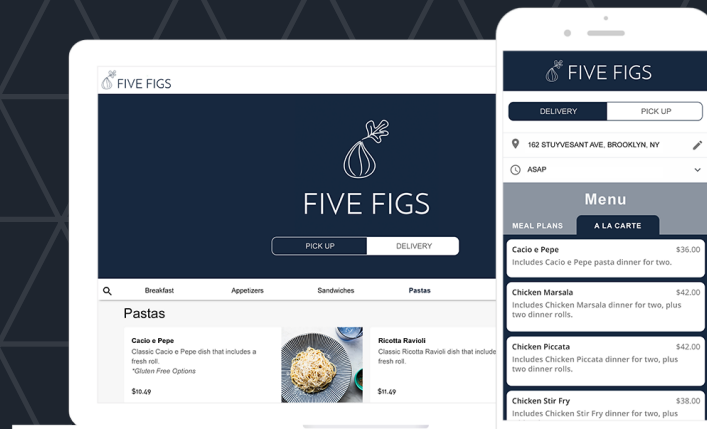 FIVE FIGS
FIVE FIGS
PICK UP
DELIVERY
Breakfast
Appetizers
Sandwiches
Pastas
Pastas
Cacio e Pepe
Classic Cacio e Pepe dish that includes a
fresh roll.
*Gluten Free Options
$10.49
Ricotta Ravioli
Classic Ricotta Ravioli dish that include
fresh roll.
$11.49
FIVE FIGS
DELIVERY
PICK UP
162 STUYVESANT AVE, BROOKLYN, NY
ASAP
Menu
MEAL PLANS
A LA CARTE
Cacio e Pepe $36.00
Includes Cacio e Pepe pasta dinner for two.
Chicken Marsala $42.00
Includes Chicken Marsala dinner for two, plus
two dinner rolls.
Chicken Piccata $42.00
Includes Chicken Piccata dinner for two, plus
two dinner rolls.
Chicken Stir Fry $38.00
Includes Chicken Stir Fry dinner for two, plus